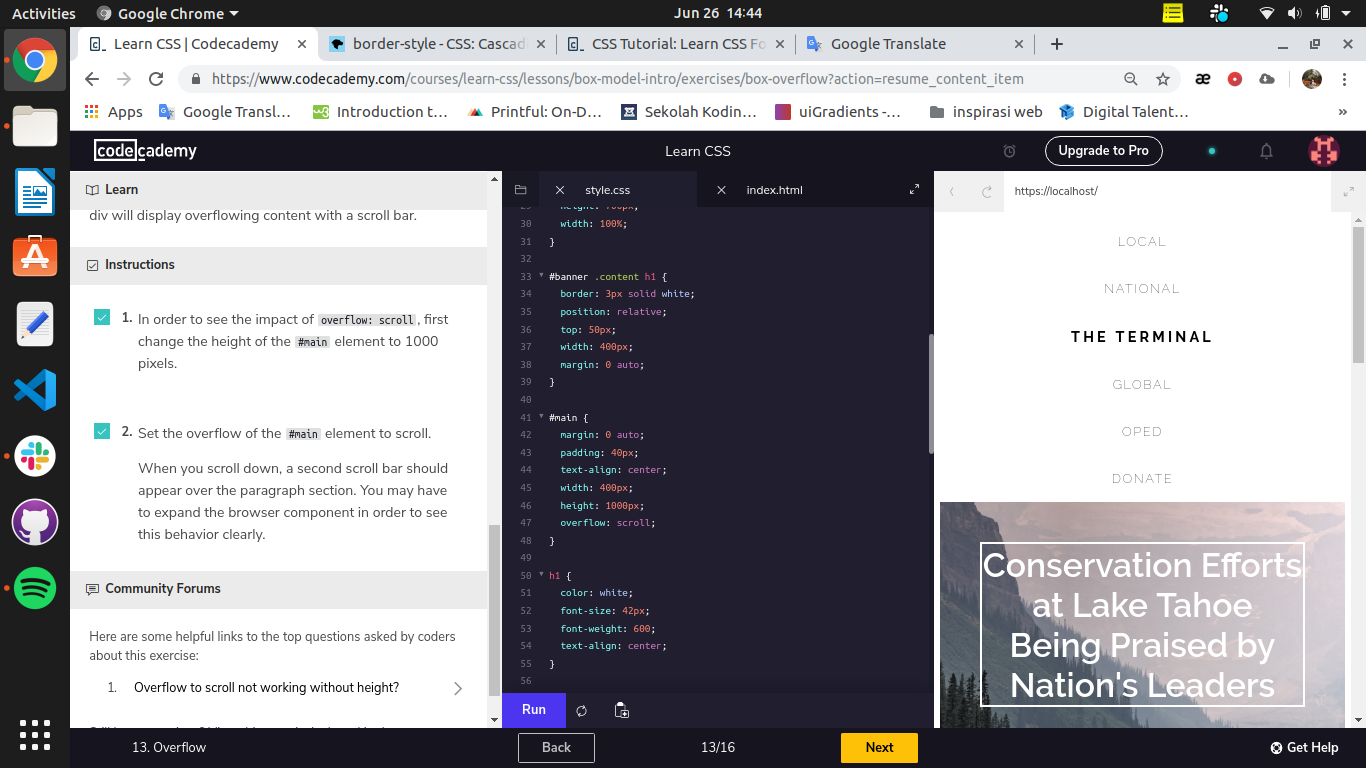 Activities
Google Chrome
Jun 26 14:44
Learn CSS | Codecademy
border-style - CSS: Cascad
CSS Tutorial: Learn CSS Fo
Google Translate
https://www.codecademy.com/courses/learn-css/lessons/box-model-intro/exercises/box-overflow?action=resume_content_item
Apps
Google Transl...
Introduction t...
Printful: On-D...
Sekolah Kodin...
uiGradients -...
inspirasi web
Digital Talent...
»
codecademy
Learn CSS
Upgrade to Pro
Learn
div will display overflowing content with a scroll bar.
Instructions
1. In order to see the impact of overflow: scroll, first
change the height of the #main element to 1000
pixels.
2. Set the overflow of the #main element to scroll.
When you scroll down, a second scroll bar should
appear over the paragraph section. You may have
to expand the browser component in order to see
this behavior clearly.
Community Forums
Here are some helpful links to the top questions asked by coders
about this exercise:
1. Overflow to scroll not working without height?
style.css
index.html
30 width: 100%;
31 }
32
33 #banner .content h1 {
34 border: 3px solid white;
35 position: relative;
36 top: 50px;
37 width: 400px;
38 margin: 0 auto;
39 }
40
41 #main {
42 margin: 0 auto;
43 padding: 40px;
44 text-align: center;
45 width: 400px;
46 height: 1000px;
47 overflow: scroll;
48 }
49
50 h1 {
51 color: white;
52 font-size: 42px;
53 font-weight: 600;
54 text-align: center;
55 }
56
Run
https://localhost/
LOCAL
NATIONAL
THE TERMINAL
GLOBAL
OPED
DONATE
Conservation Efforts
at Lake Tahoe
Being Praised by
Nation's Leaders
13. Overflow
Back
13/16
Next
Get Help